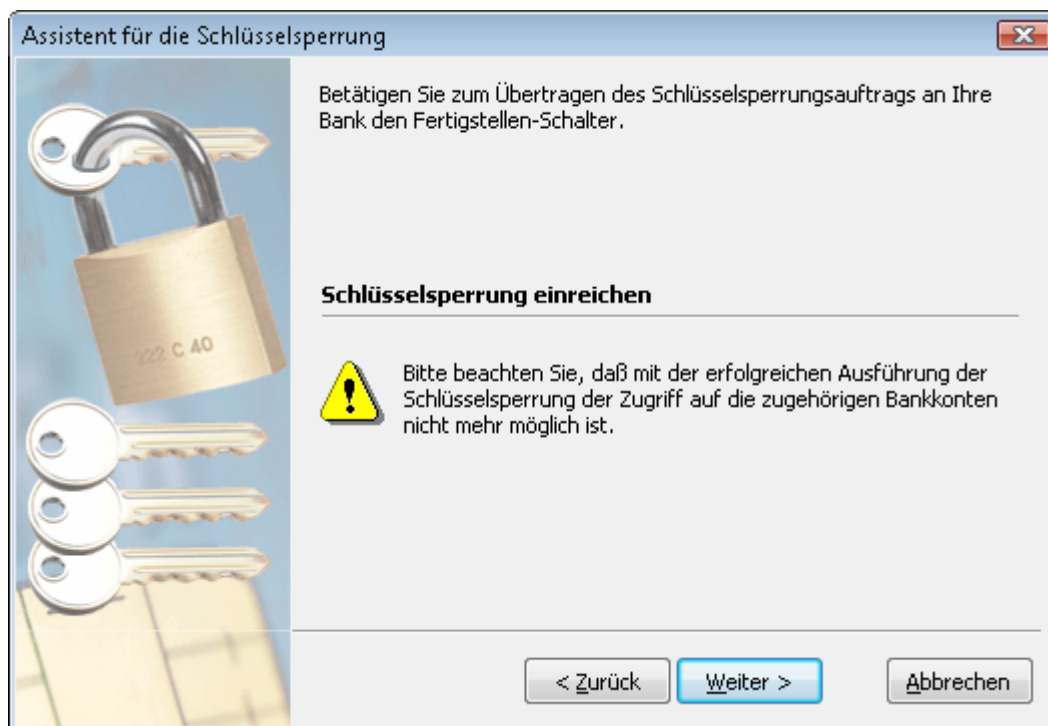 Assistent für die Schlüsselsperrung
Betätigen Sie zum Übertragen des Schlüsselsperrungsauftrags an Ihre
Bank den Fertigstellen-Schalter.
Schlüsselsperrung einreichen
Bitte beachten Sie, daß mit der erfolgreichen Ausführung der
Schlüsselsperrung der Zugriff auf die zugehörigen Bankkonten
nicht mehr möglich ist.
222 C 40
< Zurück
Weiter >
Abbrechen